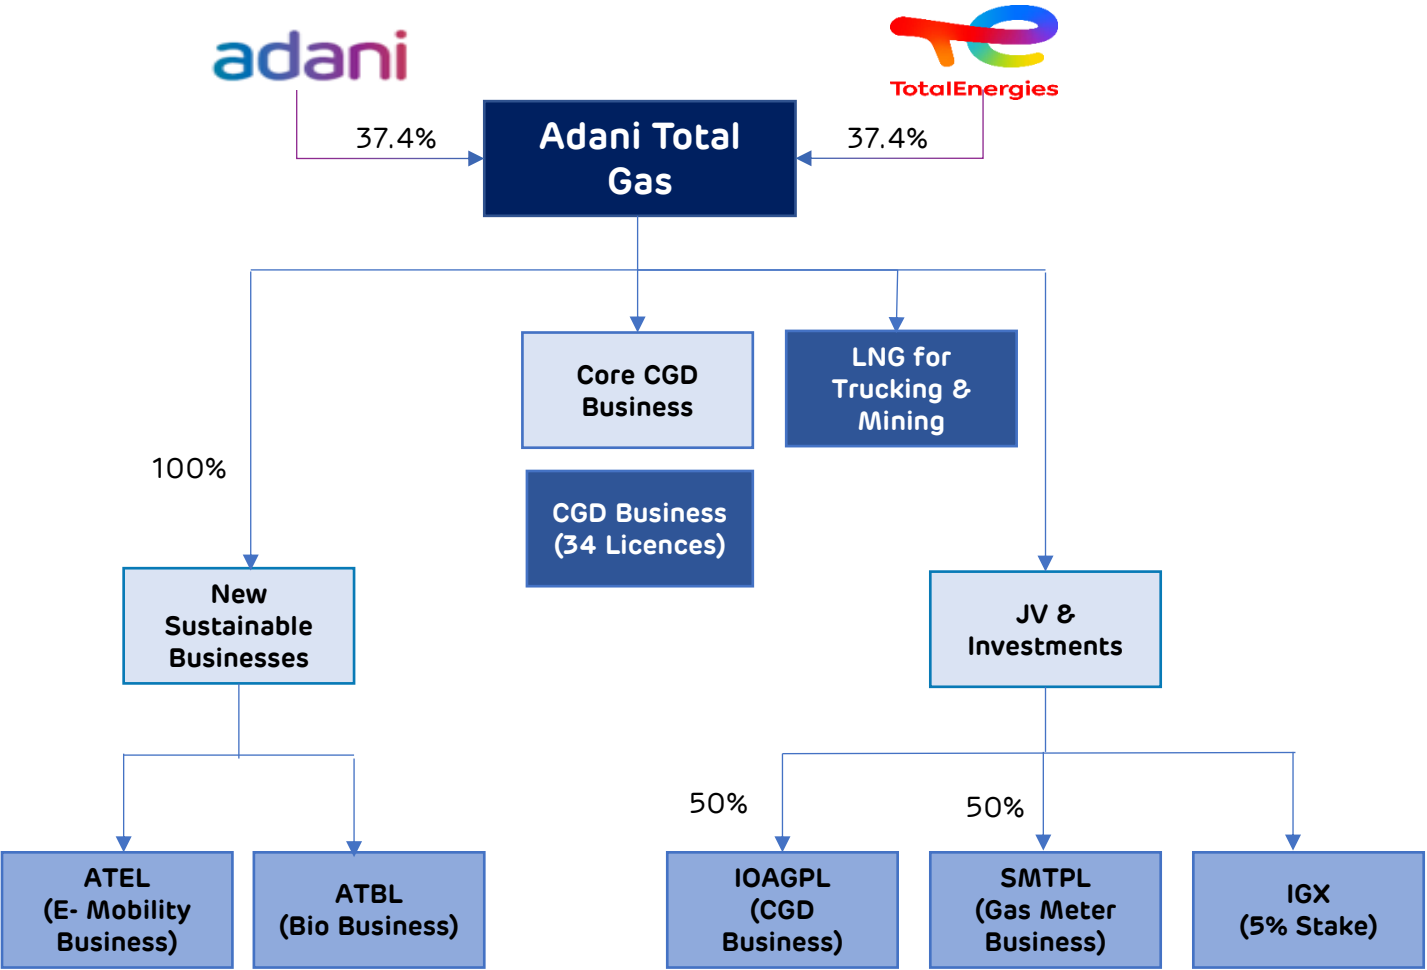 adani
TotalEnergies
37.4%
Adani Total
Gas
37.4%
Core CGD
Business
LNG for
Trucking &
Mining
100%
CGD Business
(34 Licences)
New
Sustainable
Businesses
JV &
Investments
50%
50%
ATEL
(E- Mobility
Business)
ATBL
(Bio Business)
IOAGPL
(CGD
Business)
SMTPL
(Gas Meter
Business)
IGX
(5% Stake)